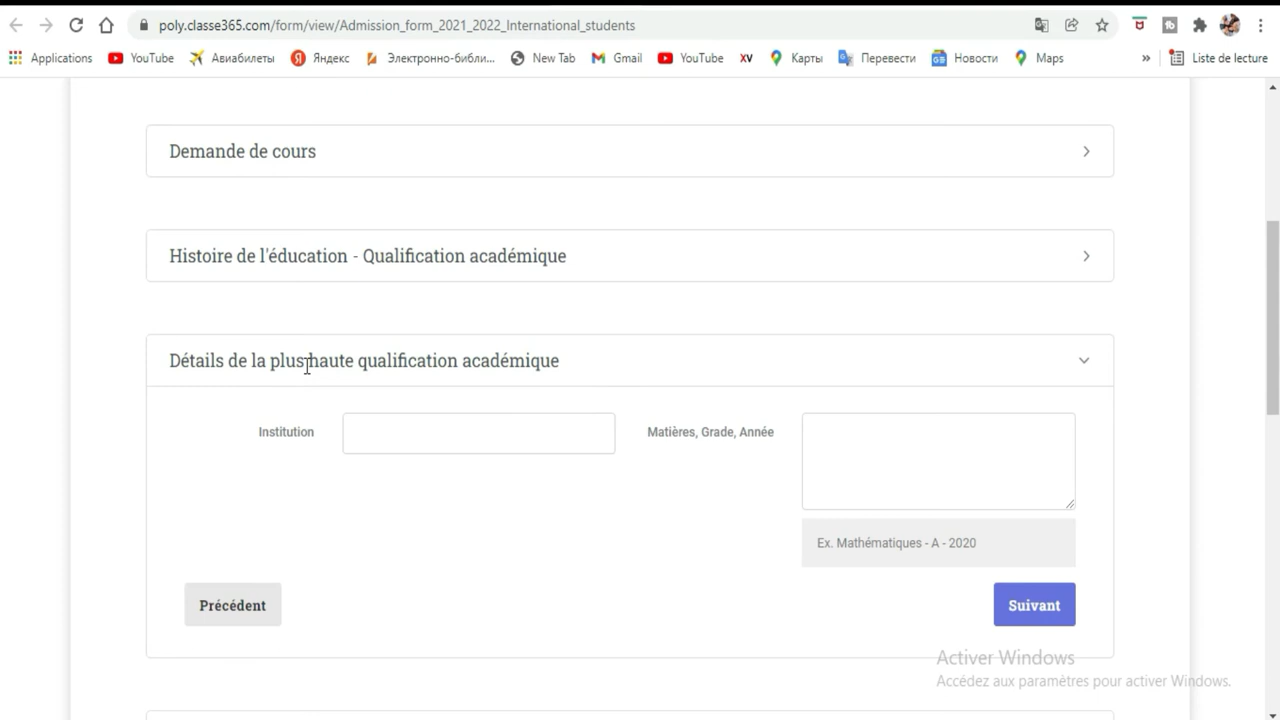 poly.classe365.com/form/view/Admission_form_2021_2022_International_students
Applications YouTube Авиабилеты Яндекс Электронно-библи... New Tab Gmail YouTube XV Карты Перевести Новости Maps » Liste de lecture
Demande de cours
Histoire de l'éducation - Qualification académique
Détails de la plus haute qualification académique
Institution Matières, Grade, Année
Ex. Mathématiques - A - 2020
Précédent Suivant
Activer Windows
Accédez aux paramètres pour activer Windows.